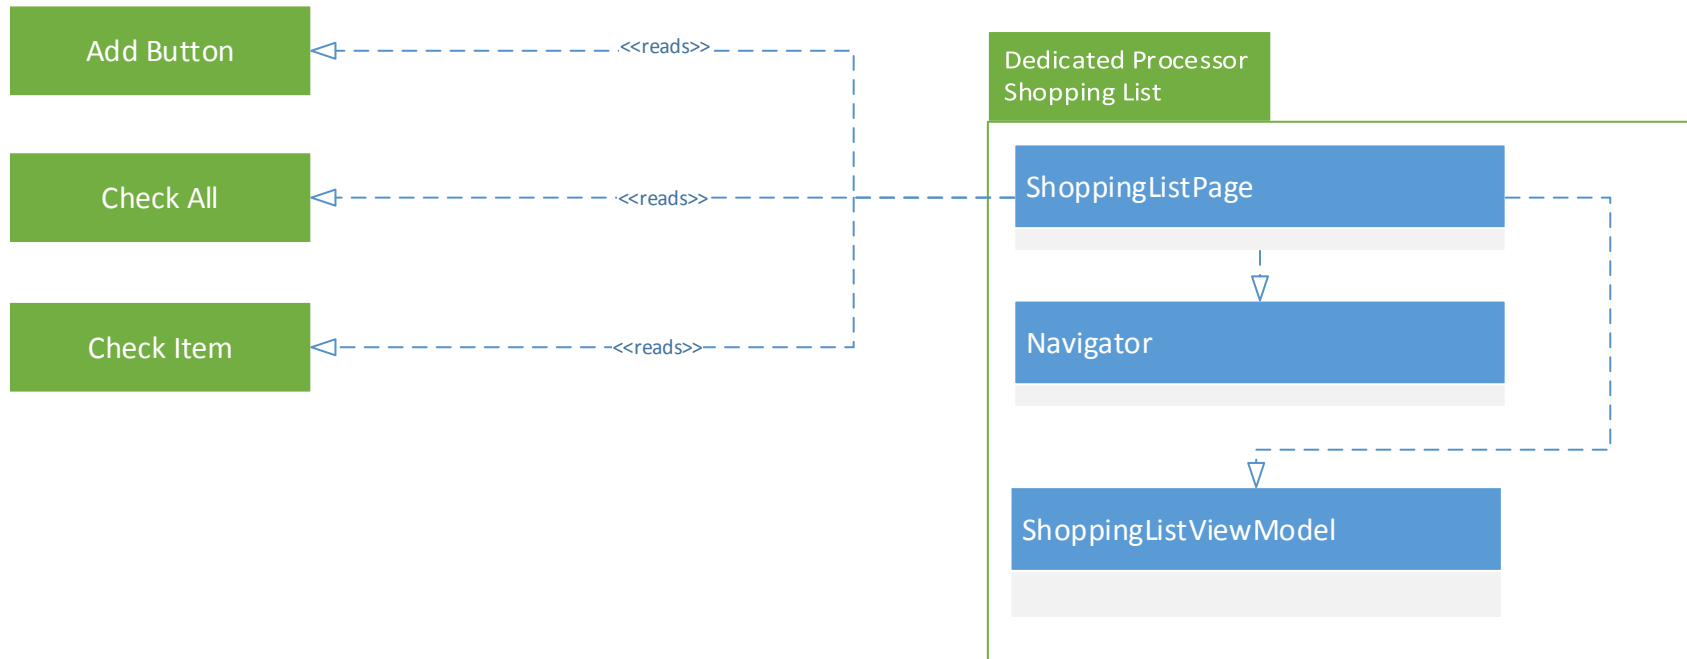 Add Button
<<reads>>
Dedicated Processor
Shopping List
Check All
<<reads>>
ShoppingListPage
Check Item
<<reads>>
Navigator
ShoppingListViewModel